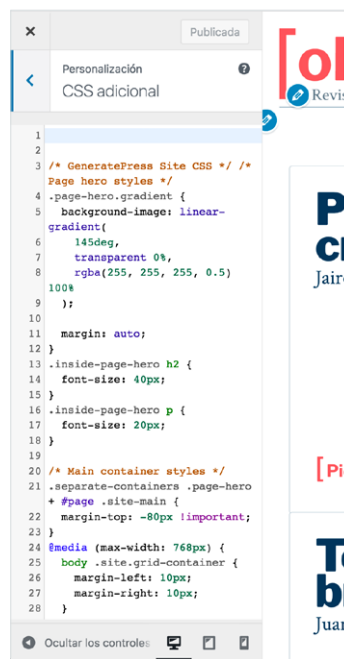 Publicada
Personalización
CSS adicional
1
2
3 /* GeneratePress Site CSS */ /*
Page hero styles */
4 .page-hero.gradient {
5 background-image: linear-
gradient(
6 145deg,
7 transparent 0%,
8 rgba(255, 255, 255, 0.5)
100%
9 );
10
11 margin: auto;
12 }
13 .inside-page-hero h2 {
14 font-size: 40px;
15 }
16 .inside-page-hero p {
17 font-size: 20px;
18 }
19
20 /* Main container styles */
21 .separate-containers .page-hero
+ #page .site-main {
22 margin-top: -80px !important;
23 }
24 @media (max-width: 768px) {
25 body .site.grid-container {
26 margin-left: 10px;
27 margin-right: 10px;
28 }
Ocultar los controles